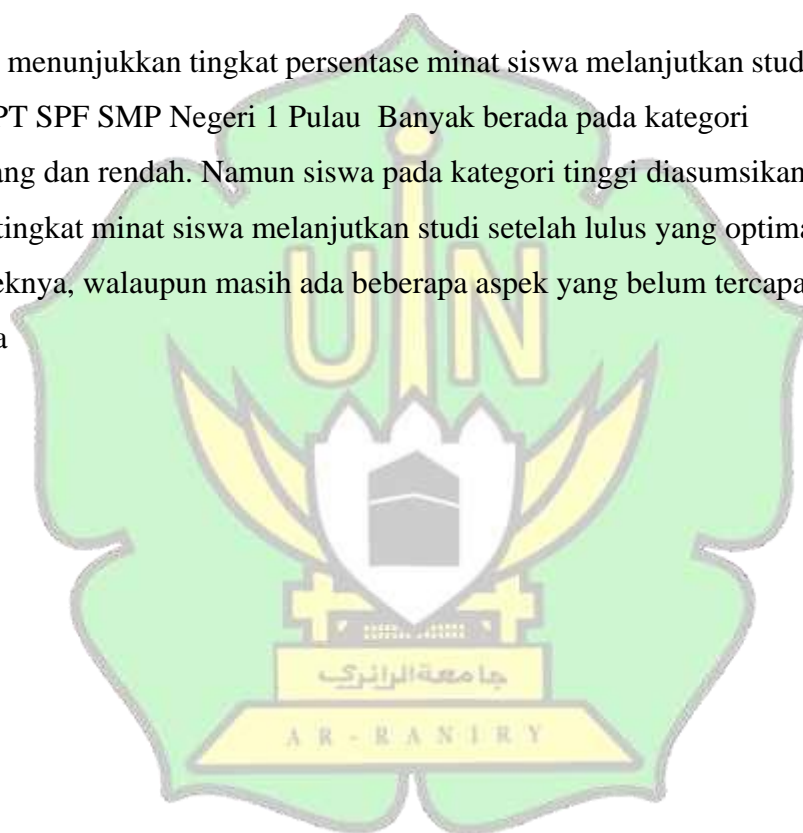 menunjukkan tingkat persentase minat siswa melanjutkan stud
PT SPF SMP Negeri 1 Pulau Banyak berada pada kategori
ang dan rendah. Namun siswa pada kategori tinggi diasumsikan
tingkat minat siswa melanjutkan studi setelah lulus yang optima
eknya, walaupun masih ada beberapa aspek yang belum tercapa
a
UIN
جامعة الرانري
AR-RANIRY